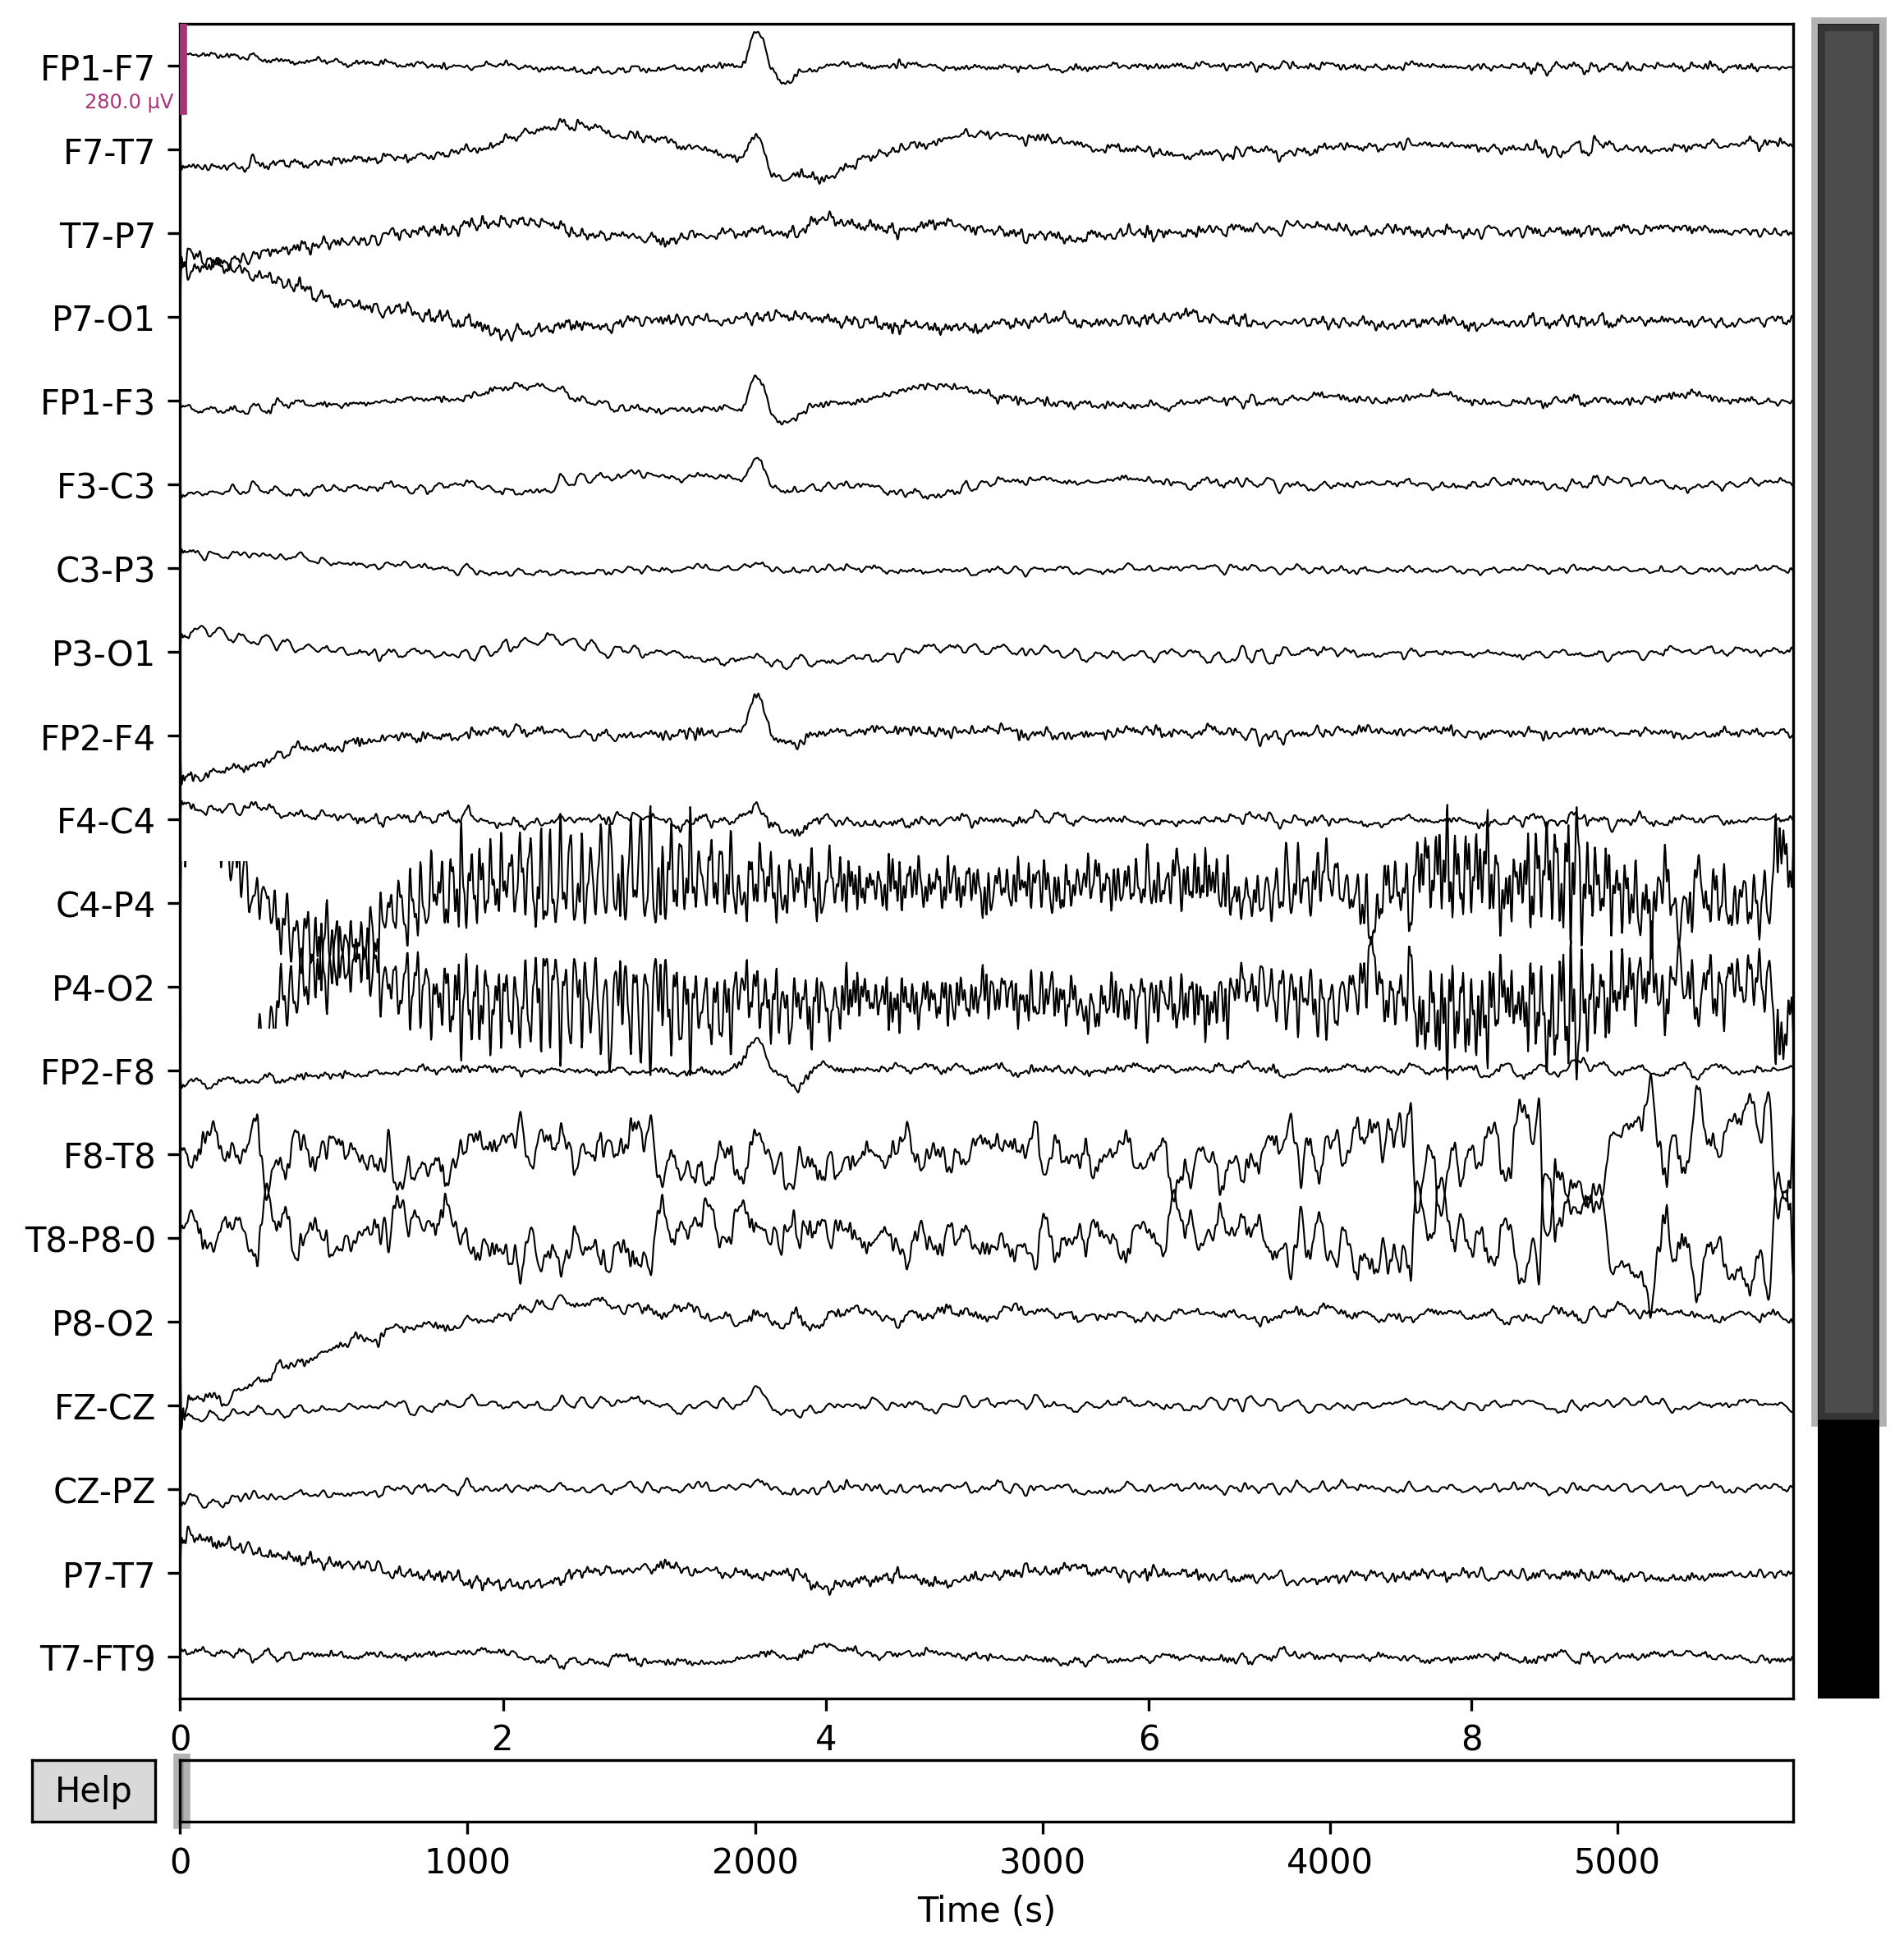 FP1-F7
280.0 µV
F7-T7
T7-P7
P7-O1
FP1-F3
F3-C3
C3-P3
P3-O1
FP2-F4
F4-C4
C4-P4
P4-O2
FP2-F8
F8-T8
T8-P8-0
P8-O2
FZ-CZ
CZ-PZ
P7-T7
T7-FT9
0 2 4 6 8
Help
0 1000 2000 3000 4000 5000
Time (s)